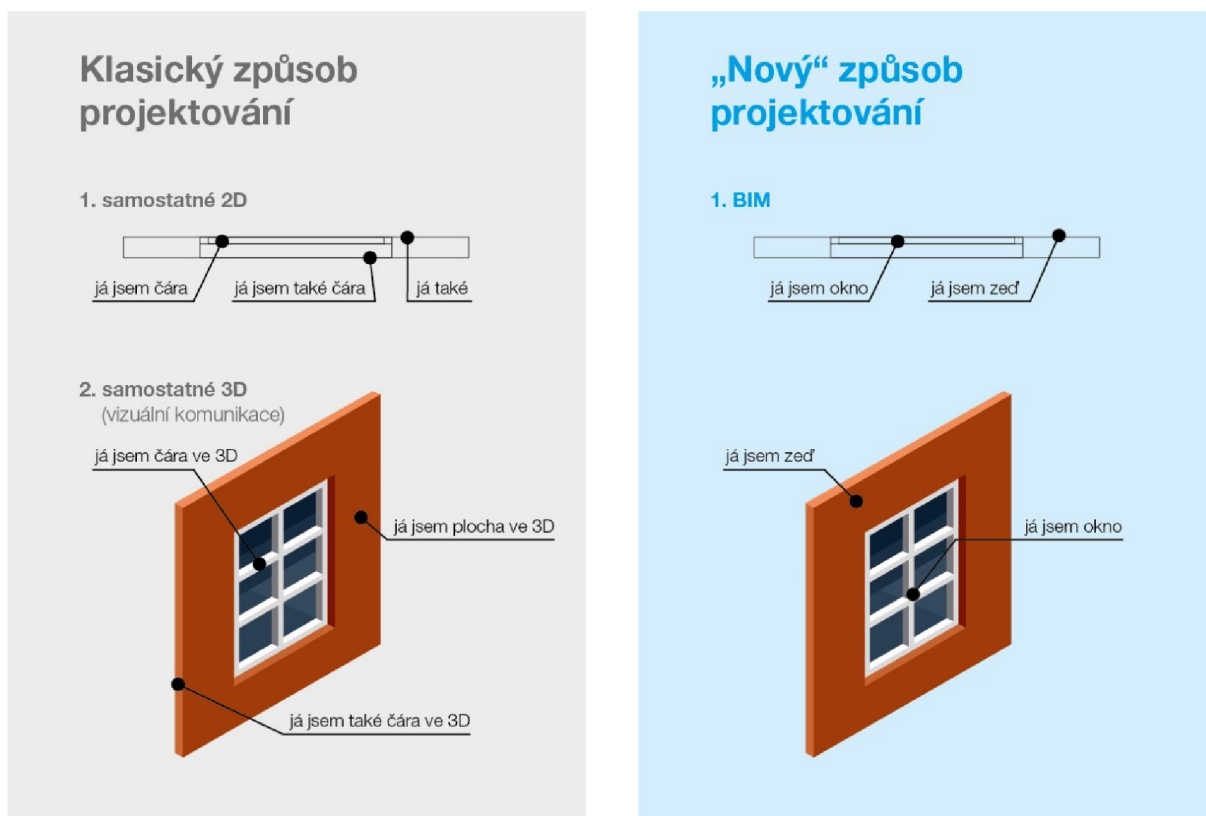 Klasický způsob
projektování
1. samostatné 2D
já jsem čára
já jsem také čára
já také
2. samostatné 3D
(vizuální komunikace)
já jsem čára ve 3D
já jsem plocha ve 3D
já jsem také čára ve 3D
„Nový“ způsob
projektování
1. BIM
já jsem okno
já jsem zeď
já jsem zeď
já jsem okno